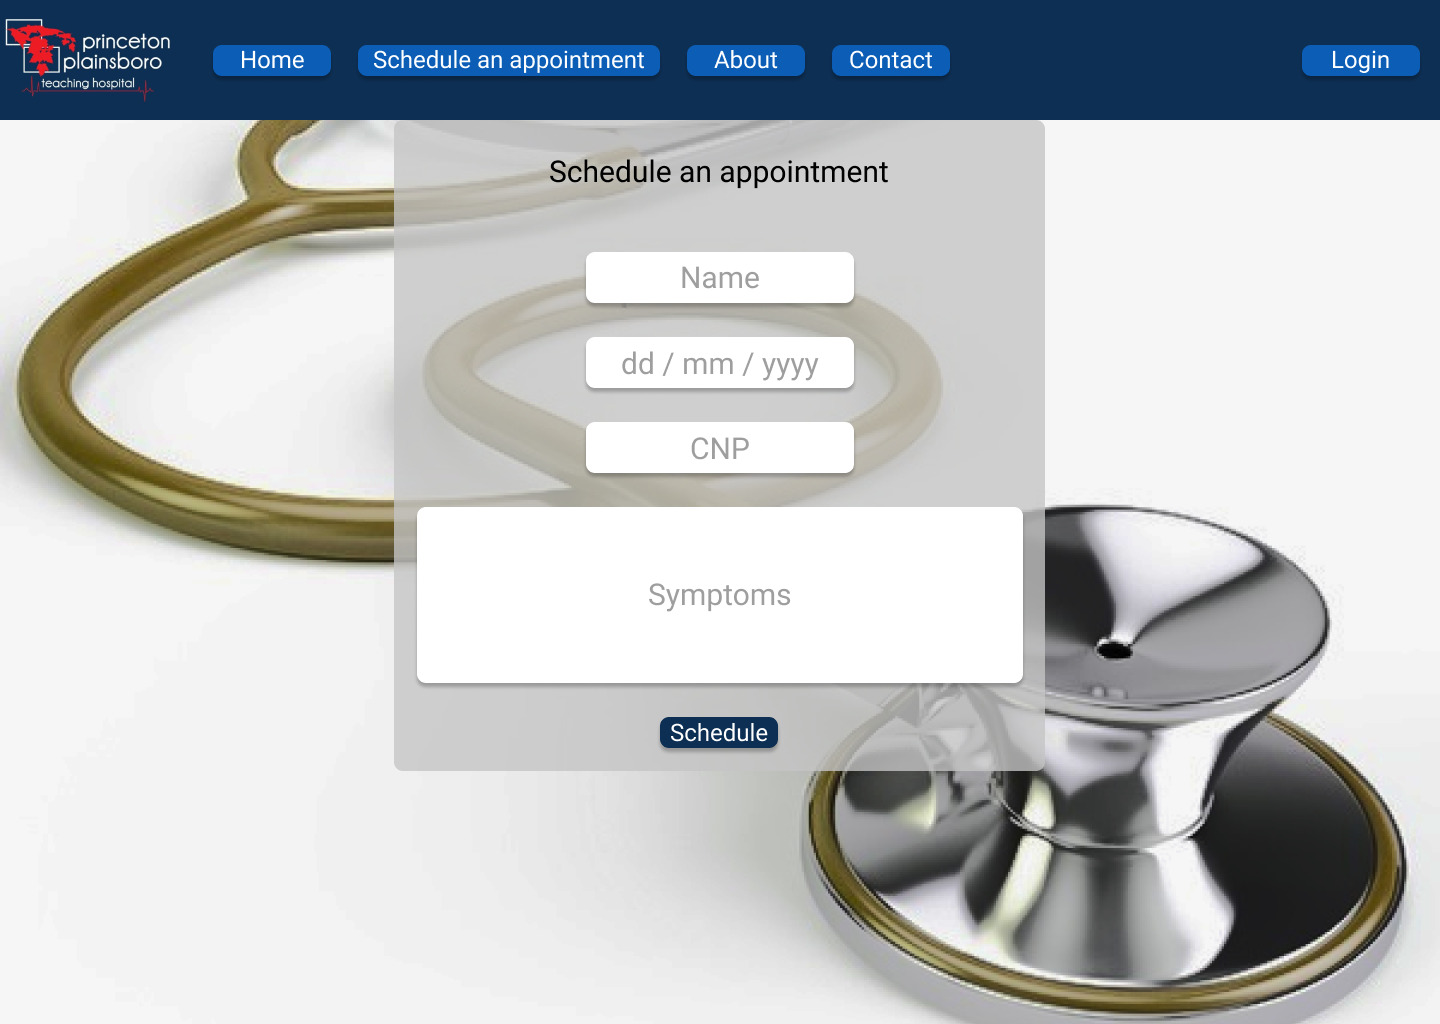 princeton
plainsboro
teaching hospital
Home
Schedule an appointment
About
Contact
Login
Schedule an appointment
Name
dd / mm / yyyy
CNP
Symptoms
Schedule